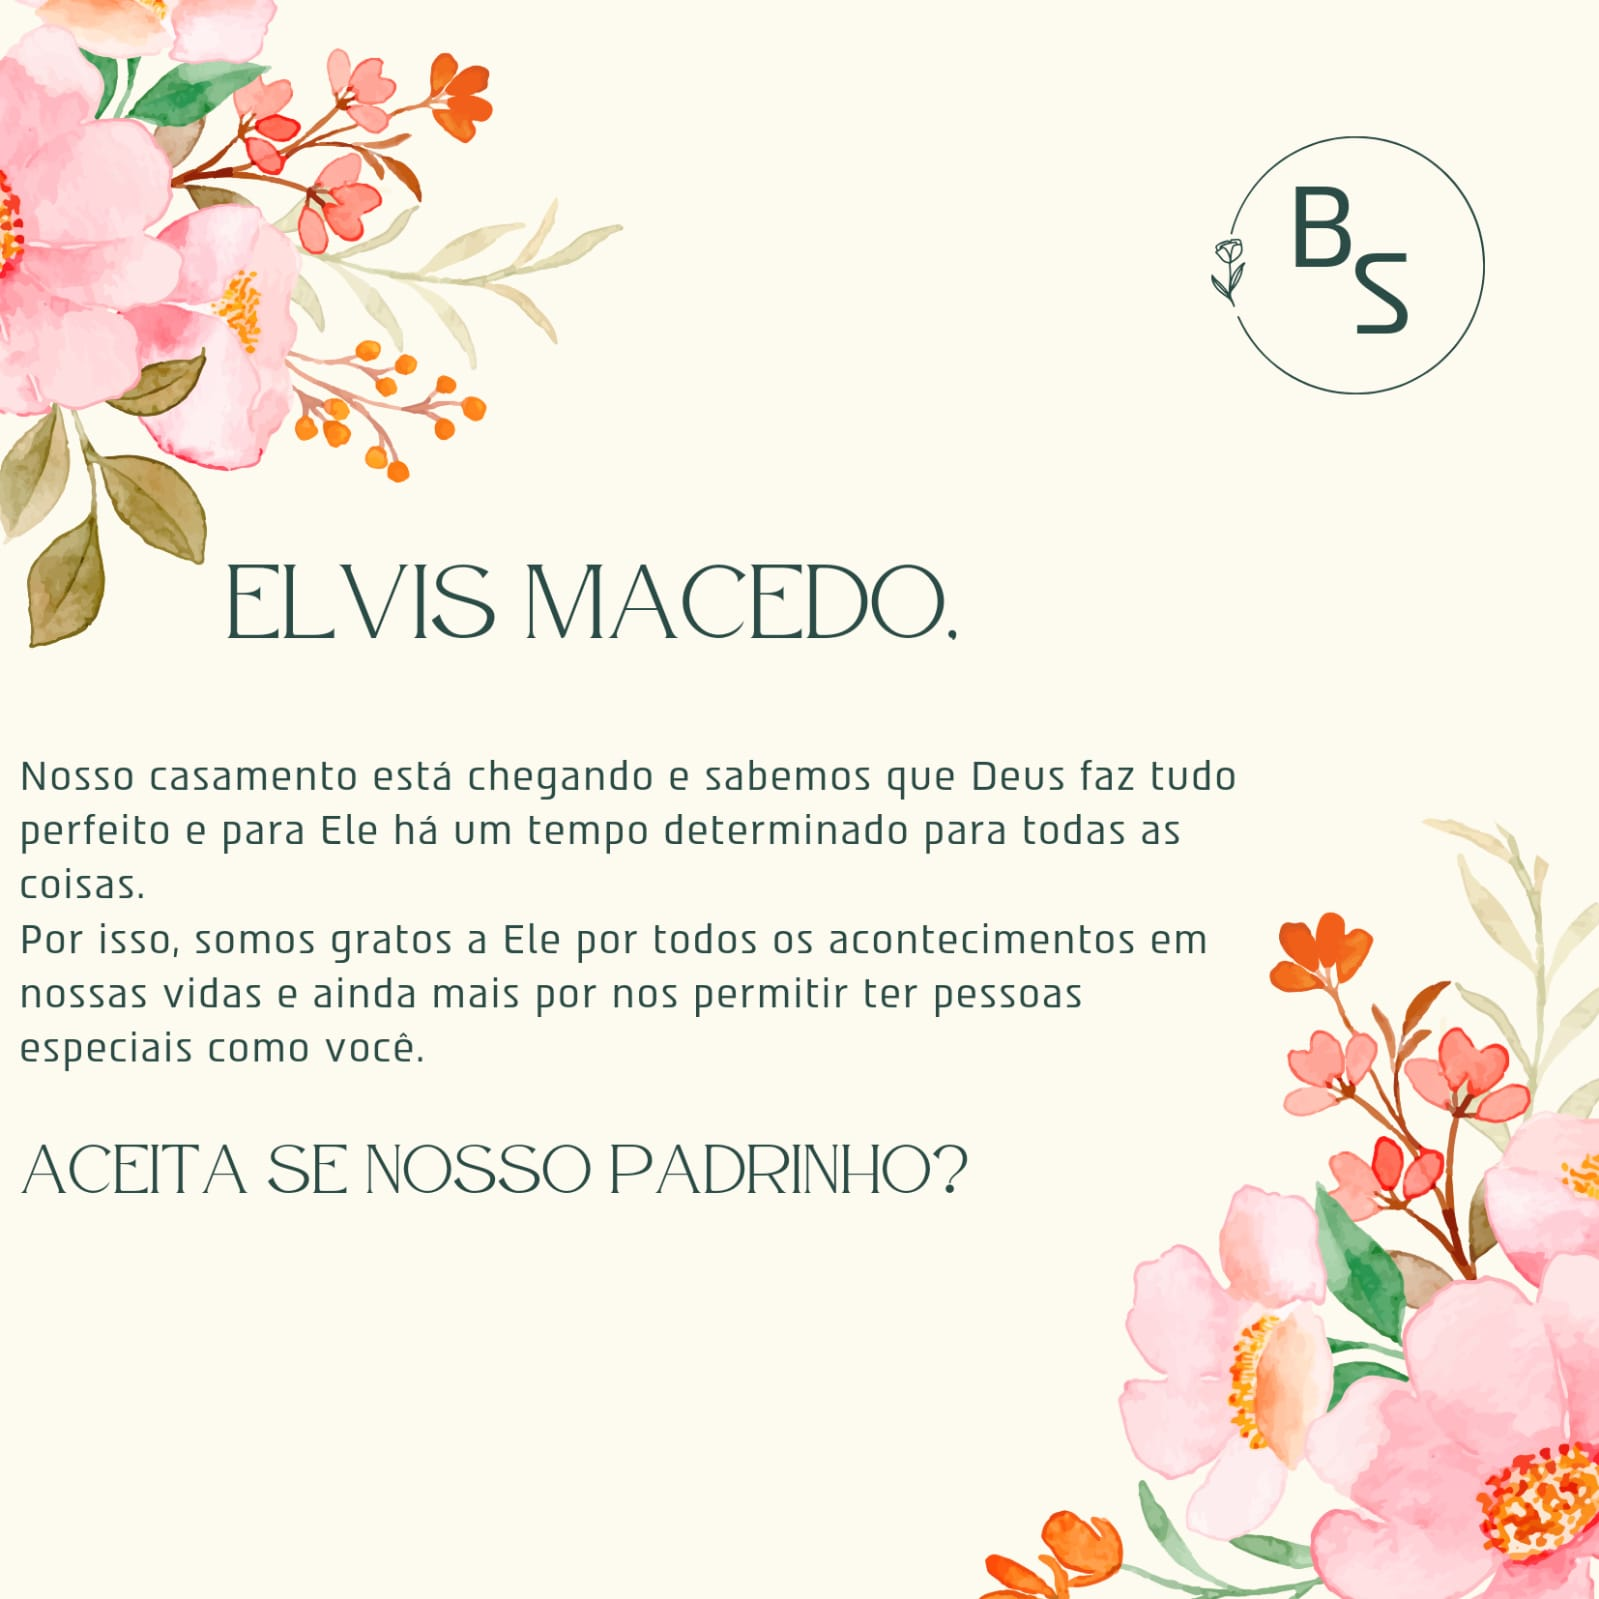 B
S
ELVIS MACEDO,
Nosso casamento está chegando e sabemos que Deus faz tudo
perfeito e para Ele há um tempo determinado para todas as
coisas.
Por isso, somos gratos a Ele por todos os acontecimentos em
nossas vidas e ainda mais por nos permitir ter pessoas
especiais como você.
ACEITA SE NOSSO PADRINHO?